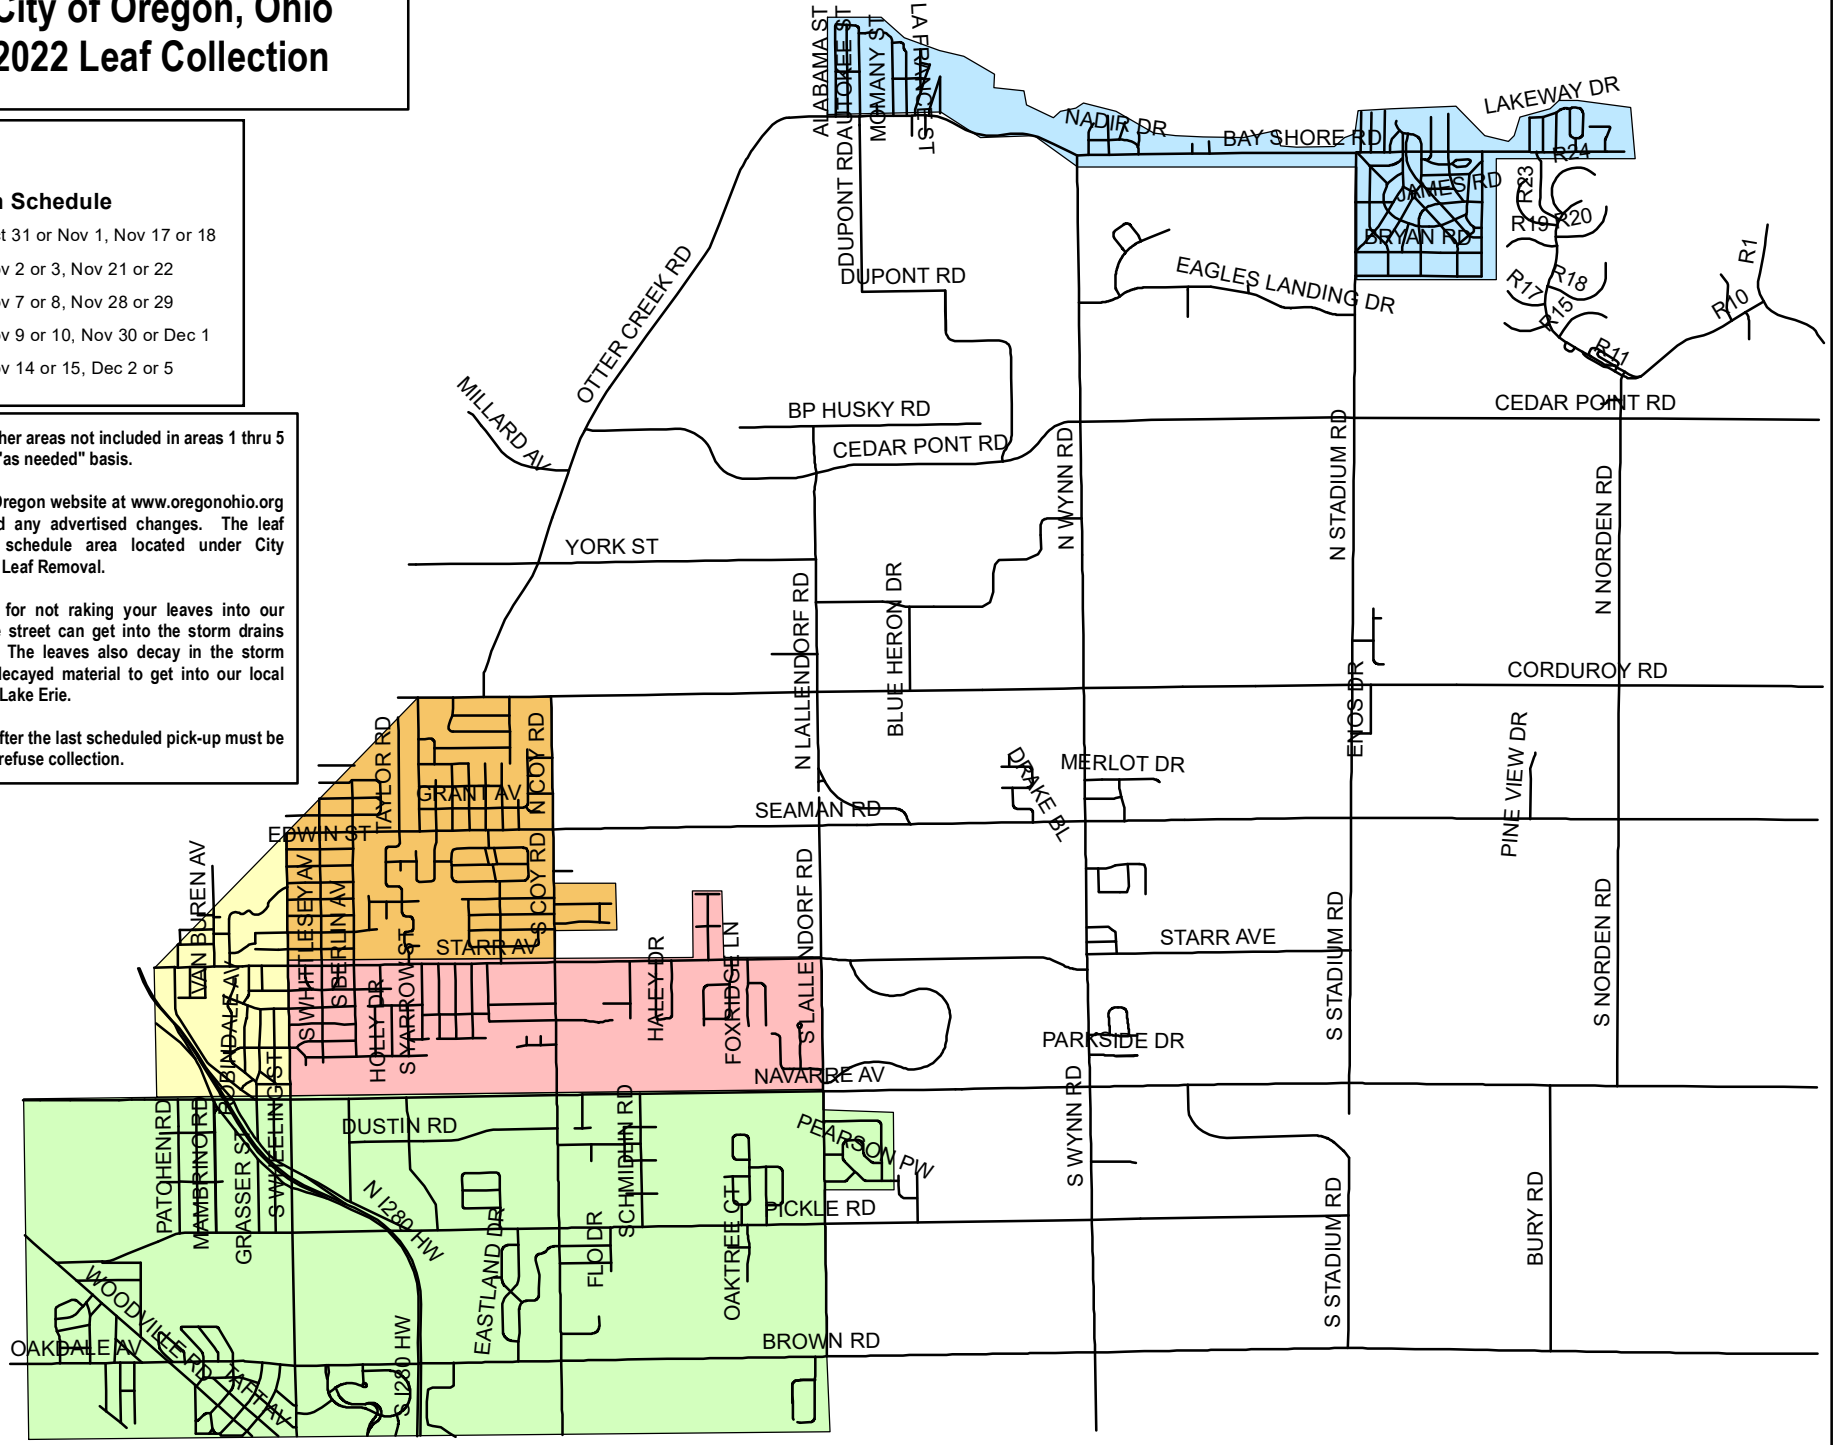 City of Oregon, Ohio
2022 Leaf Collection
Schedule
31 or Nov 1, Nov 17 or 18
2 or 3, Nov 21 or 22
7 or 8, Nov 28 or 29
9 or 10, Nov 30 or Dec 1
14 or 15, Dec 2 or 5
areas not included in areas 1 thru 5
"as needed" basis.
Oregon website at www.oregonohio.org
any advertised changes. The leaf
schedule area located under City
Leaf Removal.
for not raking your leaves into our
street can get into the storm drains
The leaves also decay in the storm
decayed material to get into our local
Lake Erie.
after the last scheduled pick-up must be
refuse collection.
ALABAMA ST
AUTOKEE ST
MOMANY ST
LA FRANCE ST
DUPONT RD
NADIR DR
BAY SHORE RD
LAKEWAY DR
JAMES RD
BRYAN RD
R24
R23
R19
R20
R18
R17
R15
R11
R10
R1
DUPONT RD
EAGLES LANDING DR
OTTER CREEK RD
MILLARD AV
BP HUSKY RD
CEDAR PONT RD
CEDAR POINT RD
N WYNN RD
N STADIUM RD
N NORDEN RD
YORK ST
N LALLENDORF RD
BLUE HERON DR
CORDUROY RD
ENOS DR
TAYLOR RD
N COY RD
GRANT AV
EDWIN ST
SEAMAN RD
DRAKE BL
MERLOT DR
PINE VIEW DR
VAN BUREN AV
S WHITTLESEY AV
S BERLIN AV
S COY RD
STARR AV
STARR AVE
S LALLENDORF RD
S STADIUM RD
S NORDEN RD
ROBINDALE AV
HOLLY DR
S YARROW ST
HALEY DR
FOXRIDGE LN
PARKSIDE DR
NAVARRE AV
S WHEELING ST
PATCHEN RD
MAMBRINO RD
GRASSER ST
DUSTIN RD
SCHMIDLIN RD
PEARSON PW
S WYNN RD
N I280 HW
PICKLE RD
EASTLAND DR
FLO DR
OAKTREE CT
S STADIUM RD
BURY RD
WOODVILLE RD
OAKDALE AV
TAFT AV
S I280 HW
BROWN RD